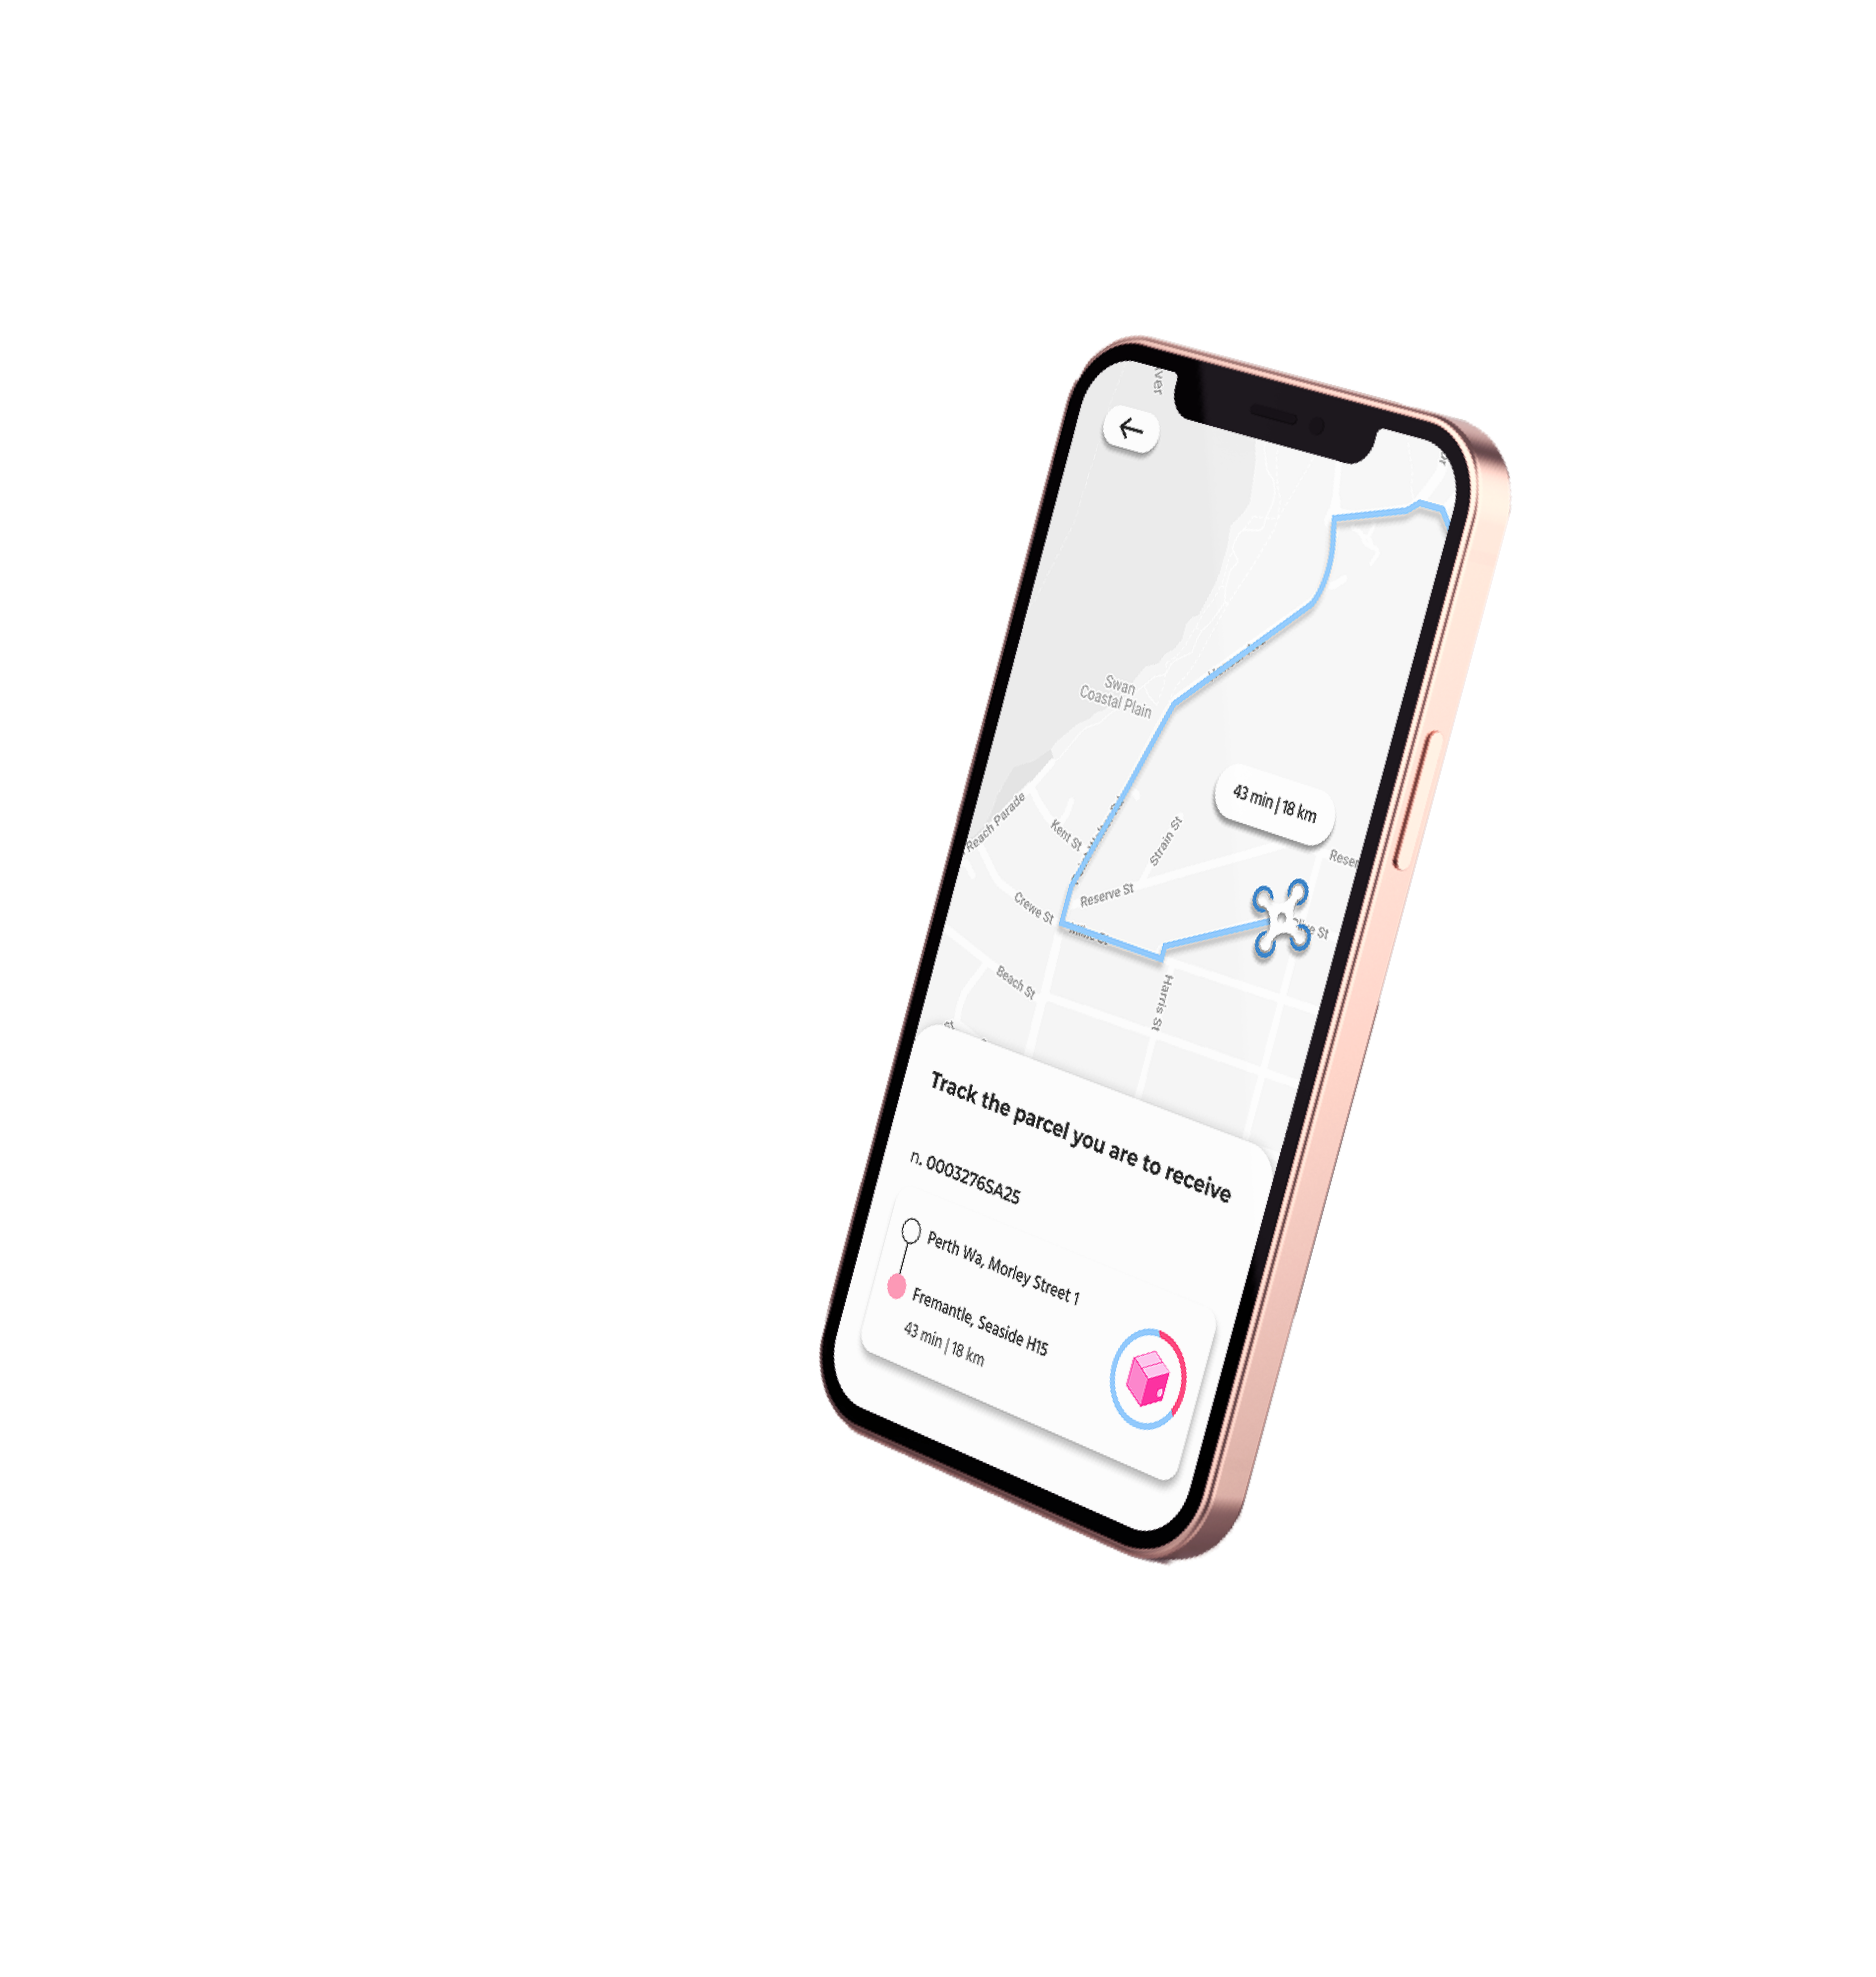 Swan
Coastal Plain
43 min | 18 km
Reach Parade
Kent St
Strain St
Reserve St
Crewe St
Milne St
Beach St
Harris St
Track the parcel you are to receive
n. 0003276SA25
Perth Wa, Morley Street 1
Fremantle, Seaside H15
43 min | 18 km